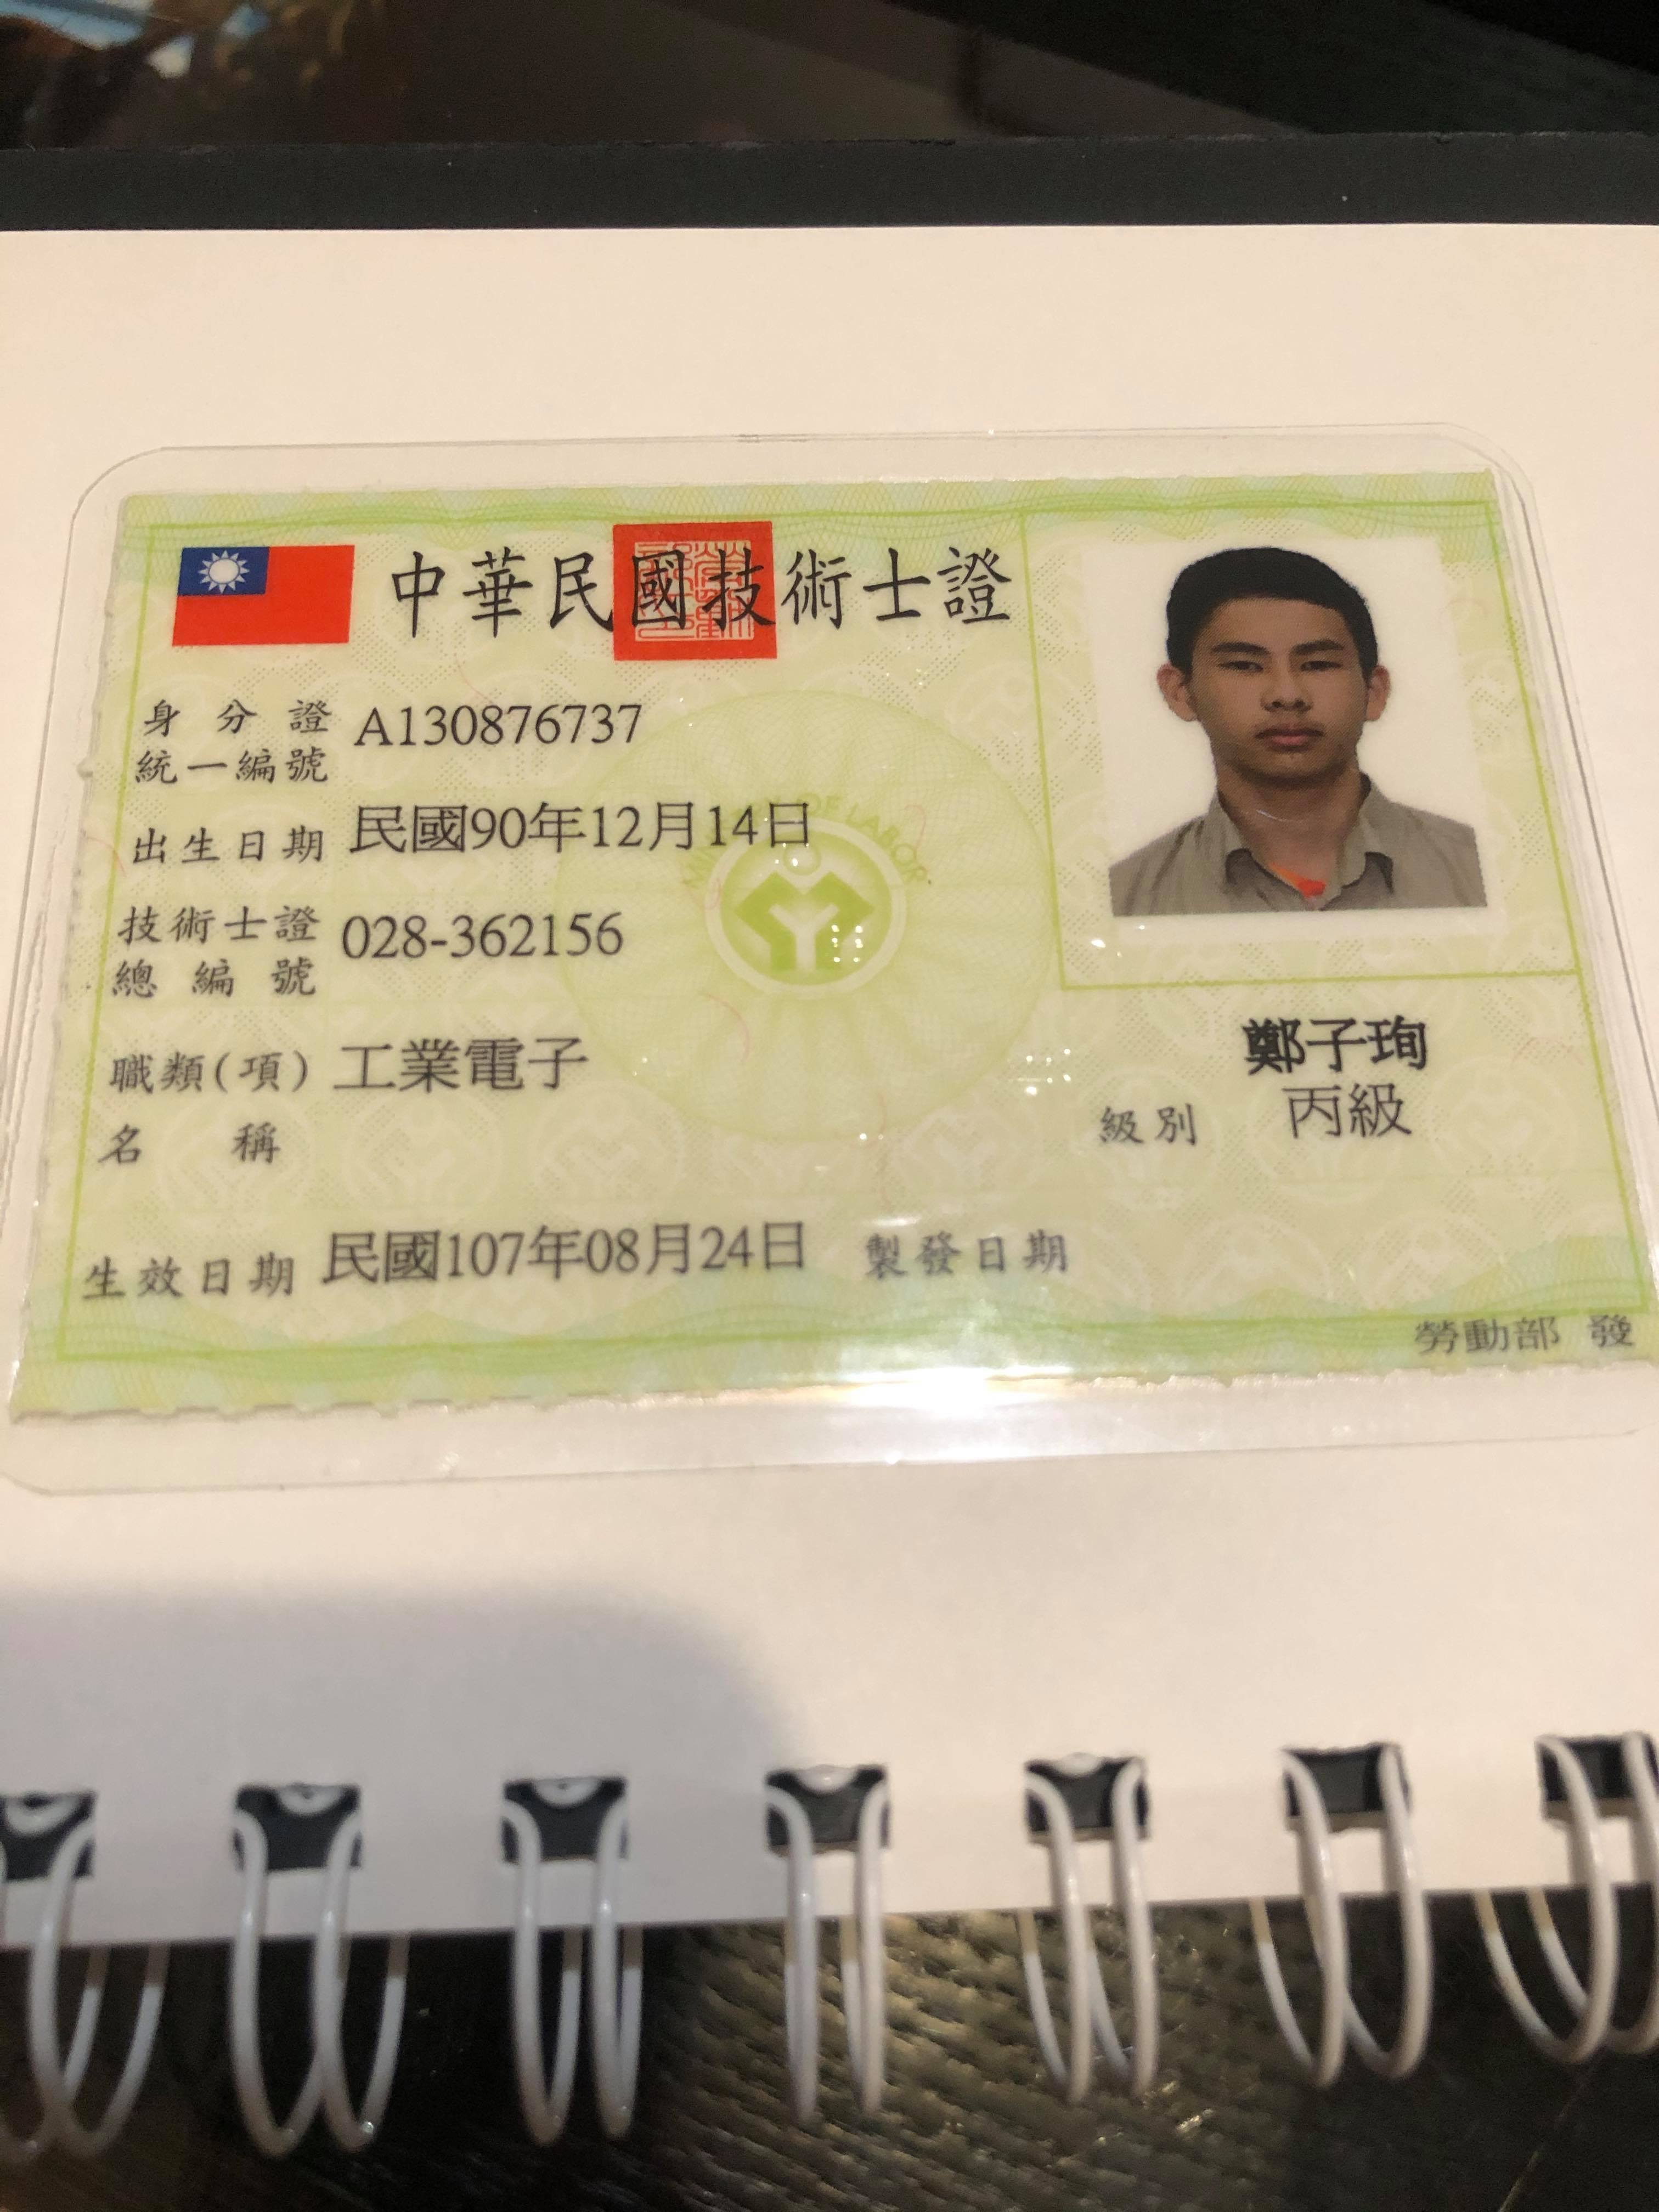 中華民國技術士證
身分證統一編號 A130876737
出生日期 民國90年12月14日
技術士證總編號 028-362156
職類(項)名稱 工業電子
鄭子珣
級別 丙級
生效日期 民國107年08月24日 製發日期
勞動部 發
MINISTRY OF LABOR